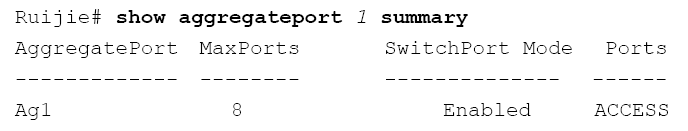 Ruijie# show aggregateport 1 summary
AggregatePort MaxPorts SwitchPort Mode Ports
------------- -------- --------------- ------
Ag1 8 Enabled ACCESS